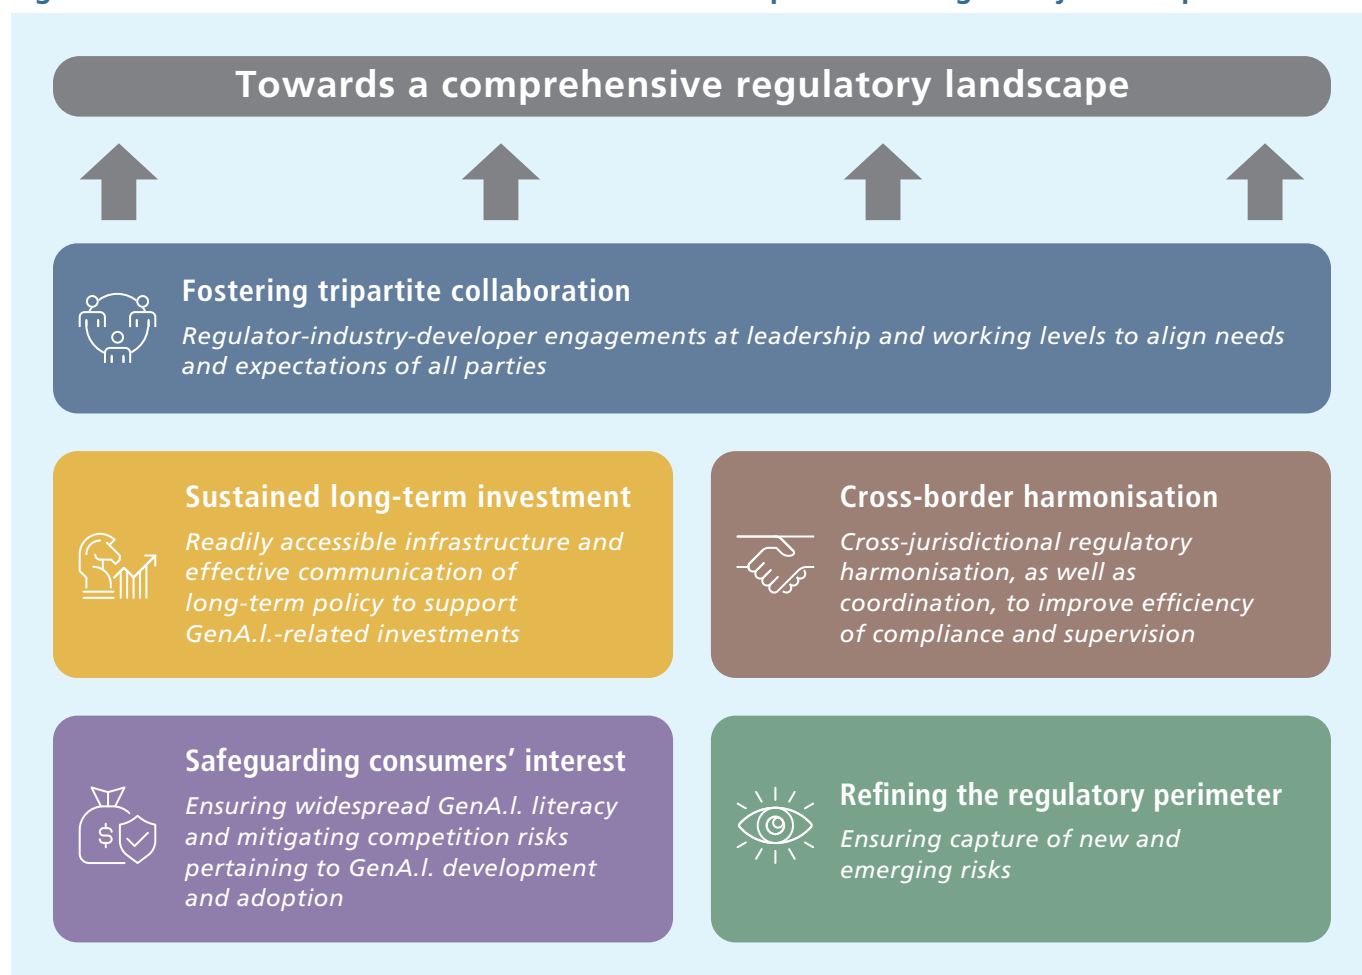 Towards a comprehensive regulatory landscape
Fostering tripartite collaboration
Regulator-industry-developer engagements at leadership and working levels to align needs
and expectations of all parties
Sustained long-term investment
Readily accessible infrastructure and
effective communication of
long-term policy to support
GenA.I.-related investments
Cross-border harmonisation
Cross-jurisdictional regulatory
harmonisation, as well as
coordination, to improve efficiency
of compliance and supervision
Safeguarding consumers’ interest
Ensuring widespread GenA.I. literacy
and mitigating competition risks
pertaining to GenA.I. development
and adoption
$
Refining the regulatory perimeter
Ensuring capture of new and
emerging risks